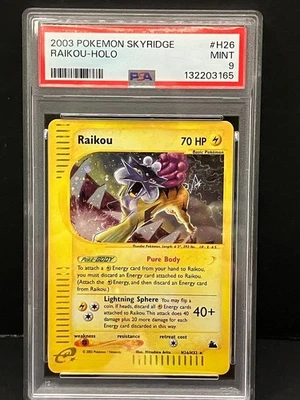 2003 POKEMON SKYRIDGE #H26
RAIKOU-HOLO MINT
9
PSA 132203165
Raikou 70 HP
Basic Pokémon
Poké-BODY Pure Body
To attach a Energy card from your hand to Raikou,
you must discard an Energy card attached to Raikou.
(Attach the Energy, and then discard an Energy card
from Raikou.)
Lightning Sphere You may flip a
coin. If heads, discard all Energy cards
attached to Raikou. This attack does 40
damage plus 20 more damage for each
Energy card discarded in this way.
40+
weakness resistance retreat cost
e
H26/H32